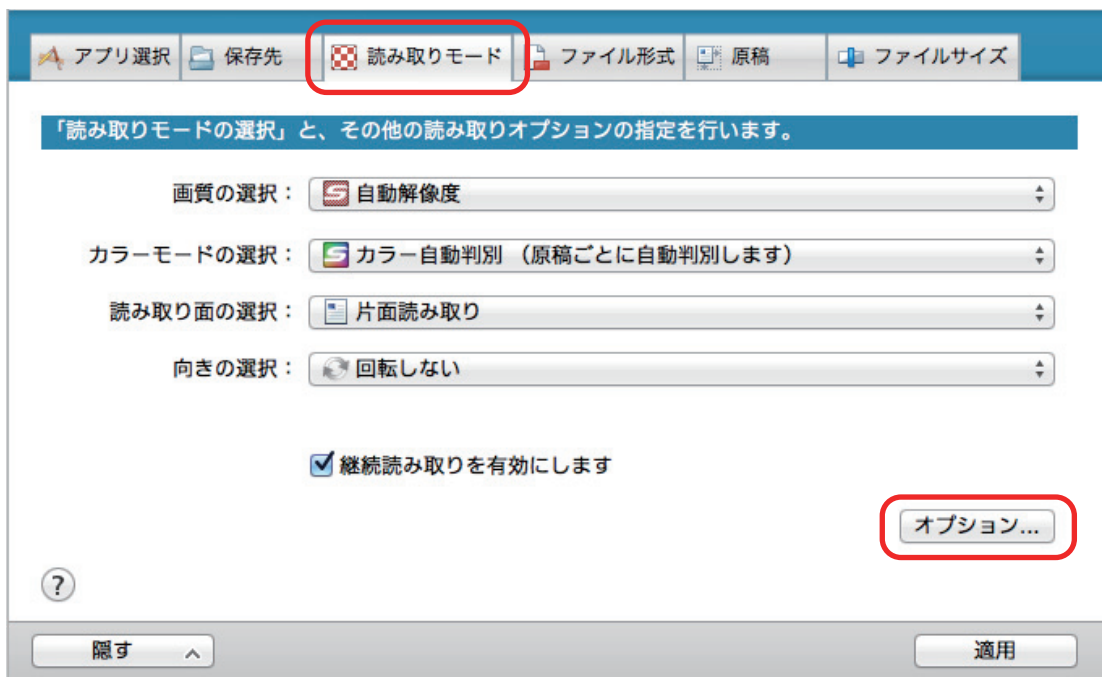 アプリ選択 保存先 読み取りモード ファイル形式 原稿 ファイルサイズ
「読み取りモードの選択」と、その他の読み取りオプションの指定を行います。
画質の選択： 自動解像度
カラーモードの選択： カラー自動判別 （原稿ごとに自動判別します）
読み取り面の選択： 片面読み取り
向きの選択： 回転しない
継続読み取りを有効にします
オプション...
?
隠す 適用